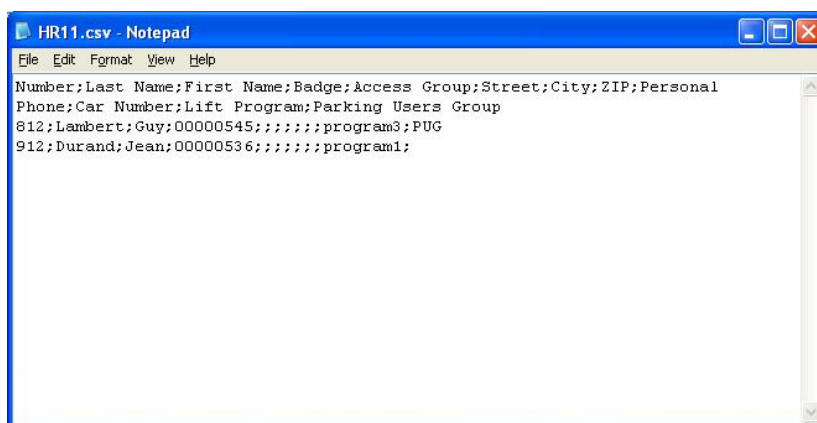 HR11.csv - Notepad
File Edit Format View Help
Number;Last Name;First Name;Badge;Access Group;Street;City;ZIP;Personal
Phone;Car Number;Lift Program;Parking Users Group
812;Lambert;Guy;00000545;;;;;;;program3;PUG
912;Durand;Jean;00000536;;;;;;;program1;